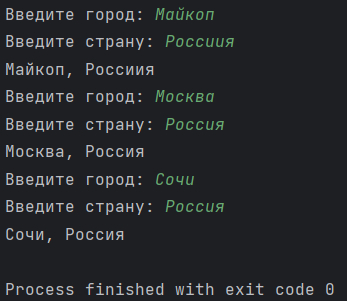 Введите город: Майкоп
Введите страну: Россиия
Майкоп, Россиия
Введите город: Москва
Введите страну: Россия
Москва, Россия
Введите город: Сочи
Введите страну: Россия
Сочи, Россия
Process finished with exit code 0